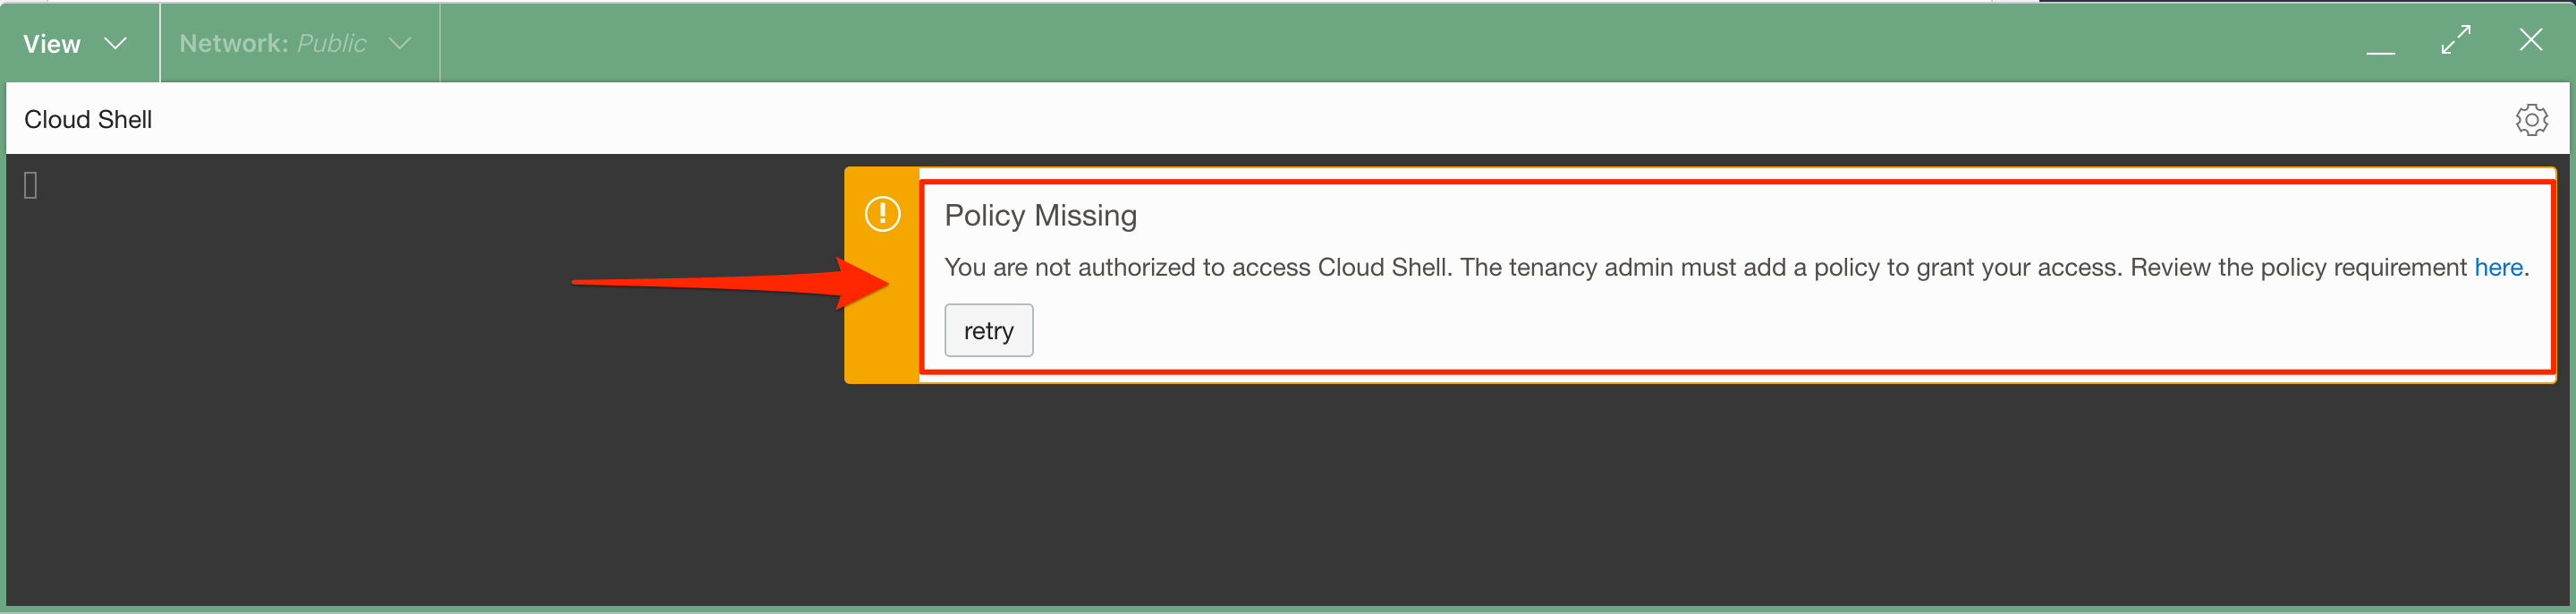 View
Network: Public
Cloud Shell
Policy Missing
You are not authorized to access Cloud Shell. The tenancy admin must add a policy to grant your access. Review the policy requirement here.
retry